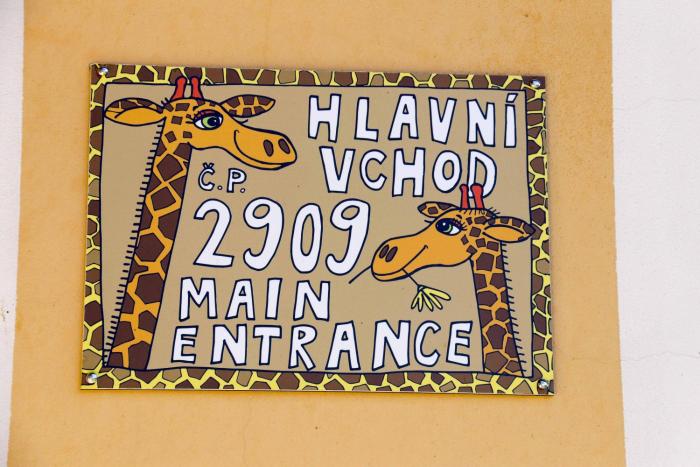 HLAVNÍ
VCHOD
Č.P.
2909
MAIN
ENTRANCE